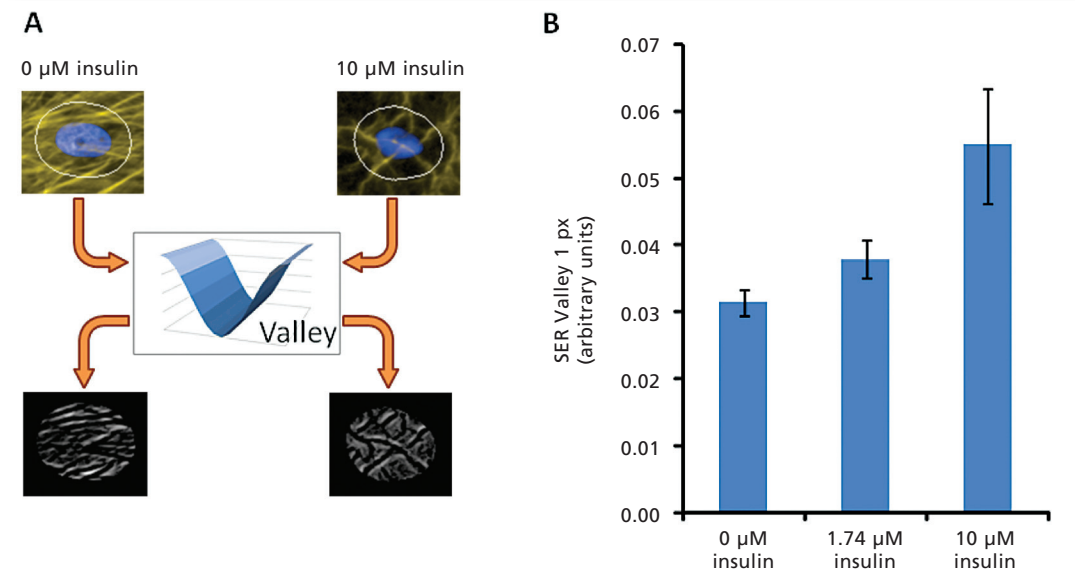 A
0 µM insulin
10 µM insulin
Valley
B
SER Valley 1 px
(arbitrary units)
0.07
0.06
0.05
0.04
0.03
0.02
0.01
0.00
0 µM
insulin
1.74 µM
insulin
10 µM
insulin